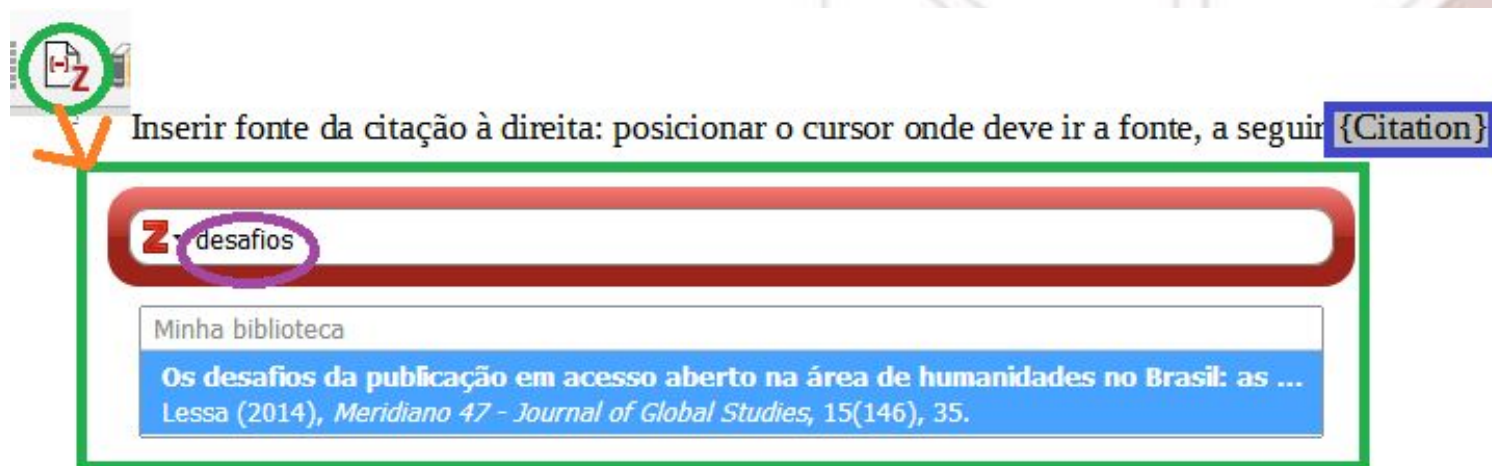 Z
Inserir fonte da citação à direita: posicionar o cursor onde deve ir a fonte, a seguir {Citation}
Z desafios
Minha biblioteca
Os desafios da publicação em acesso aberto na área de humanidades no Brasil: as ...
Lessa (2014), Meridiano 47 - Journal of Global Studies, 15(146), 35.